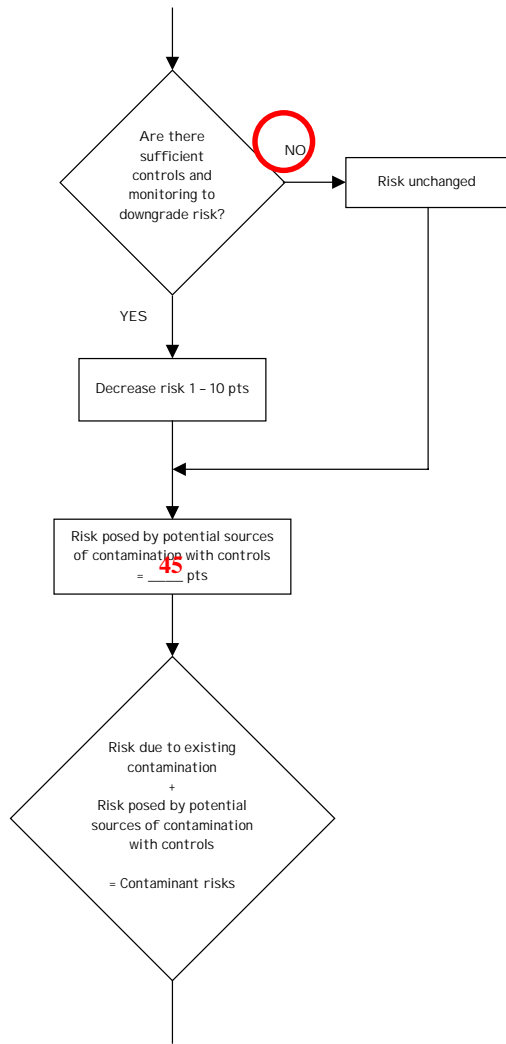 Are there
sufficient
controls and
monitoring to
downgrade risk?
NO
Risk unchanged
YES
Decrease risk 1 – 10 pts
Risk posed by potential sources
of contamination with controls
= _____ pts
45
Risk due to existing
contamination
+
Risk posed by potential
sources of contamination
with controls
= Contaminant risks